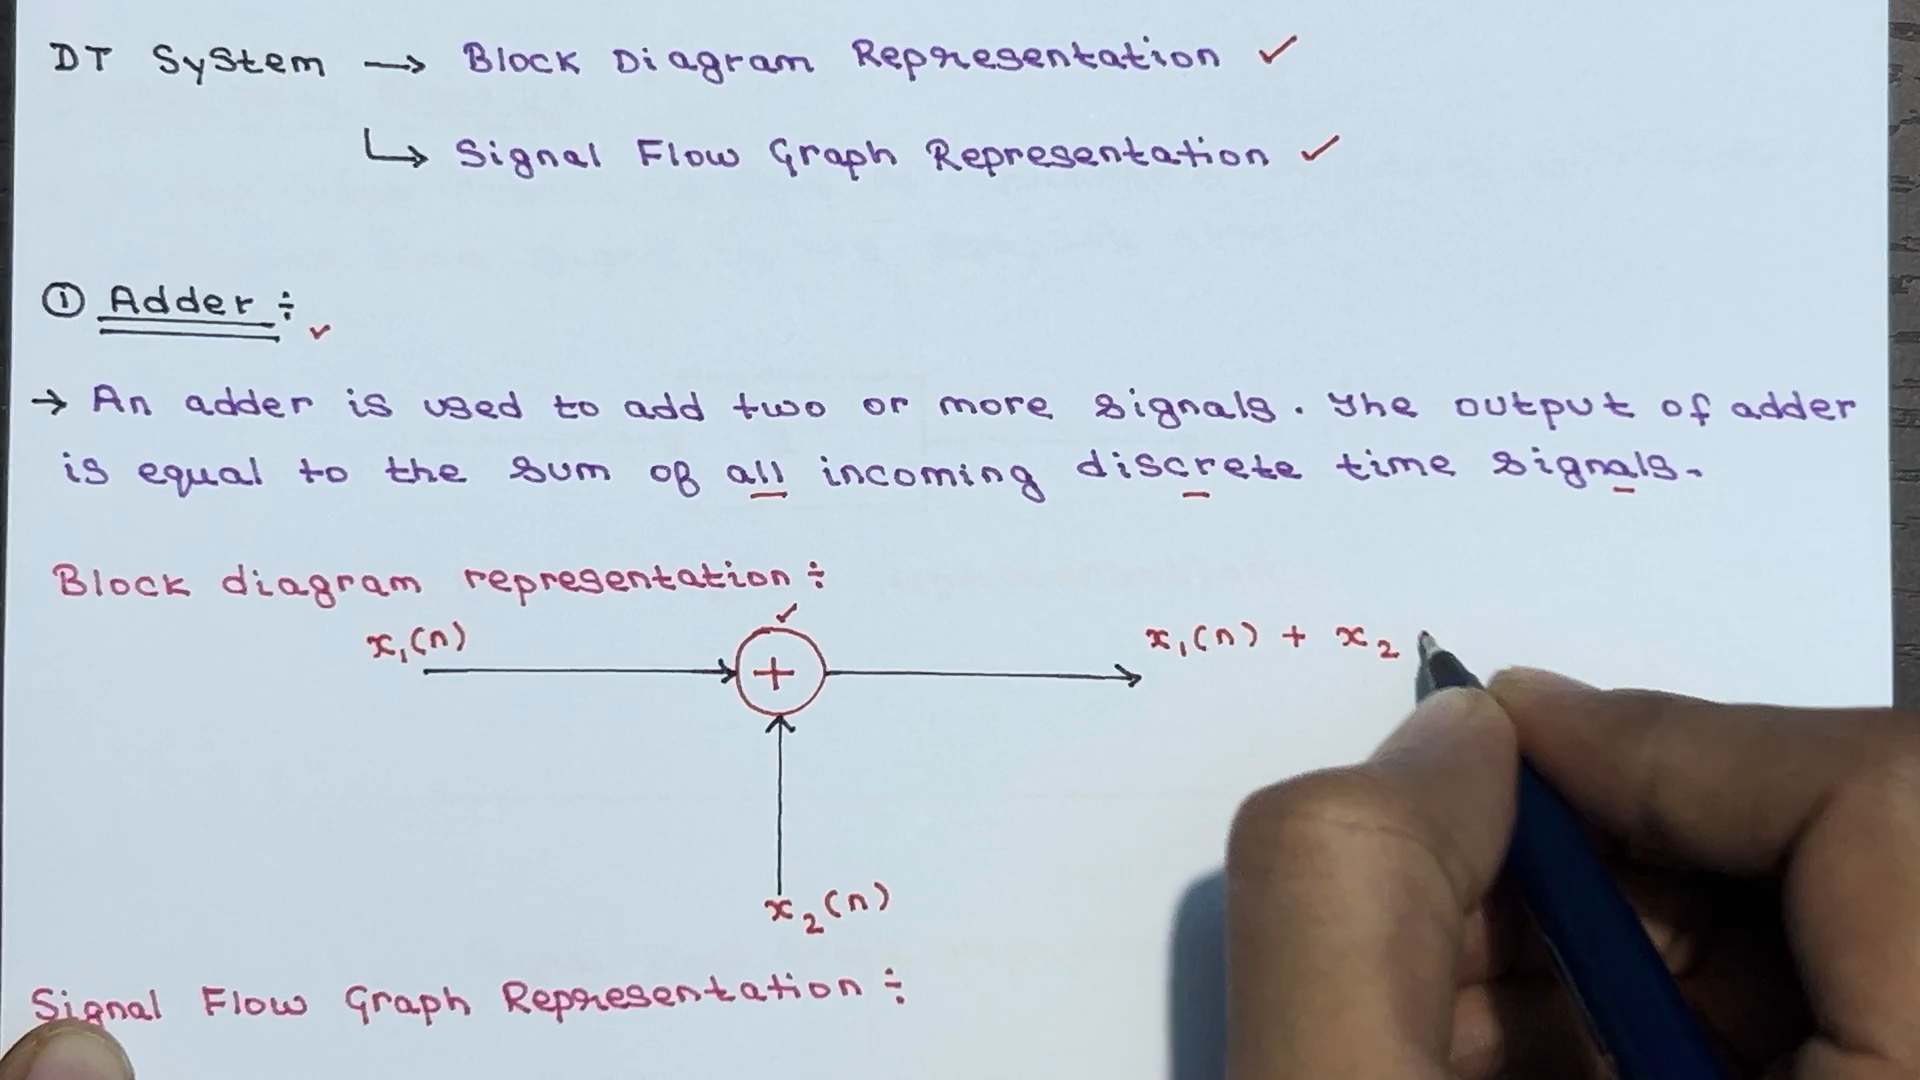 DT System → Block Diagram Representation ✓
↳ Signal Flow Graph Representation ✓
① Adder ÷ ✓
→ An adder is used to add two or more signals. The output of adder
is equal to the sum of all incoming discrete time signals.
Block diagram representation ÷
x₁(n)
+
x₁(n) + x₂
x₂(n)
Signal Flow Graph Representation ÷